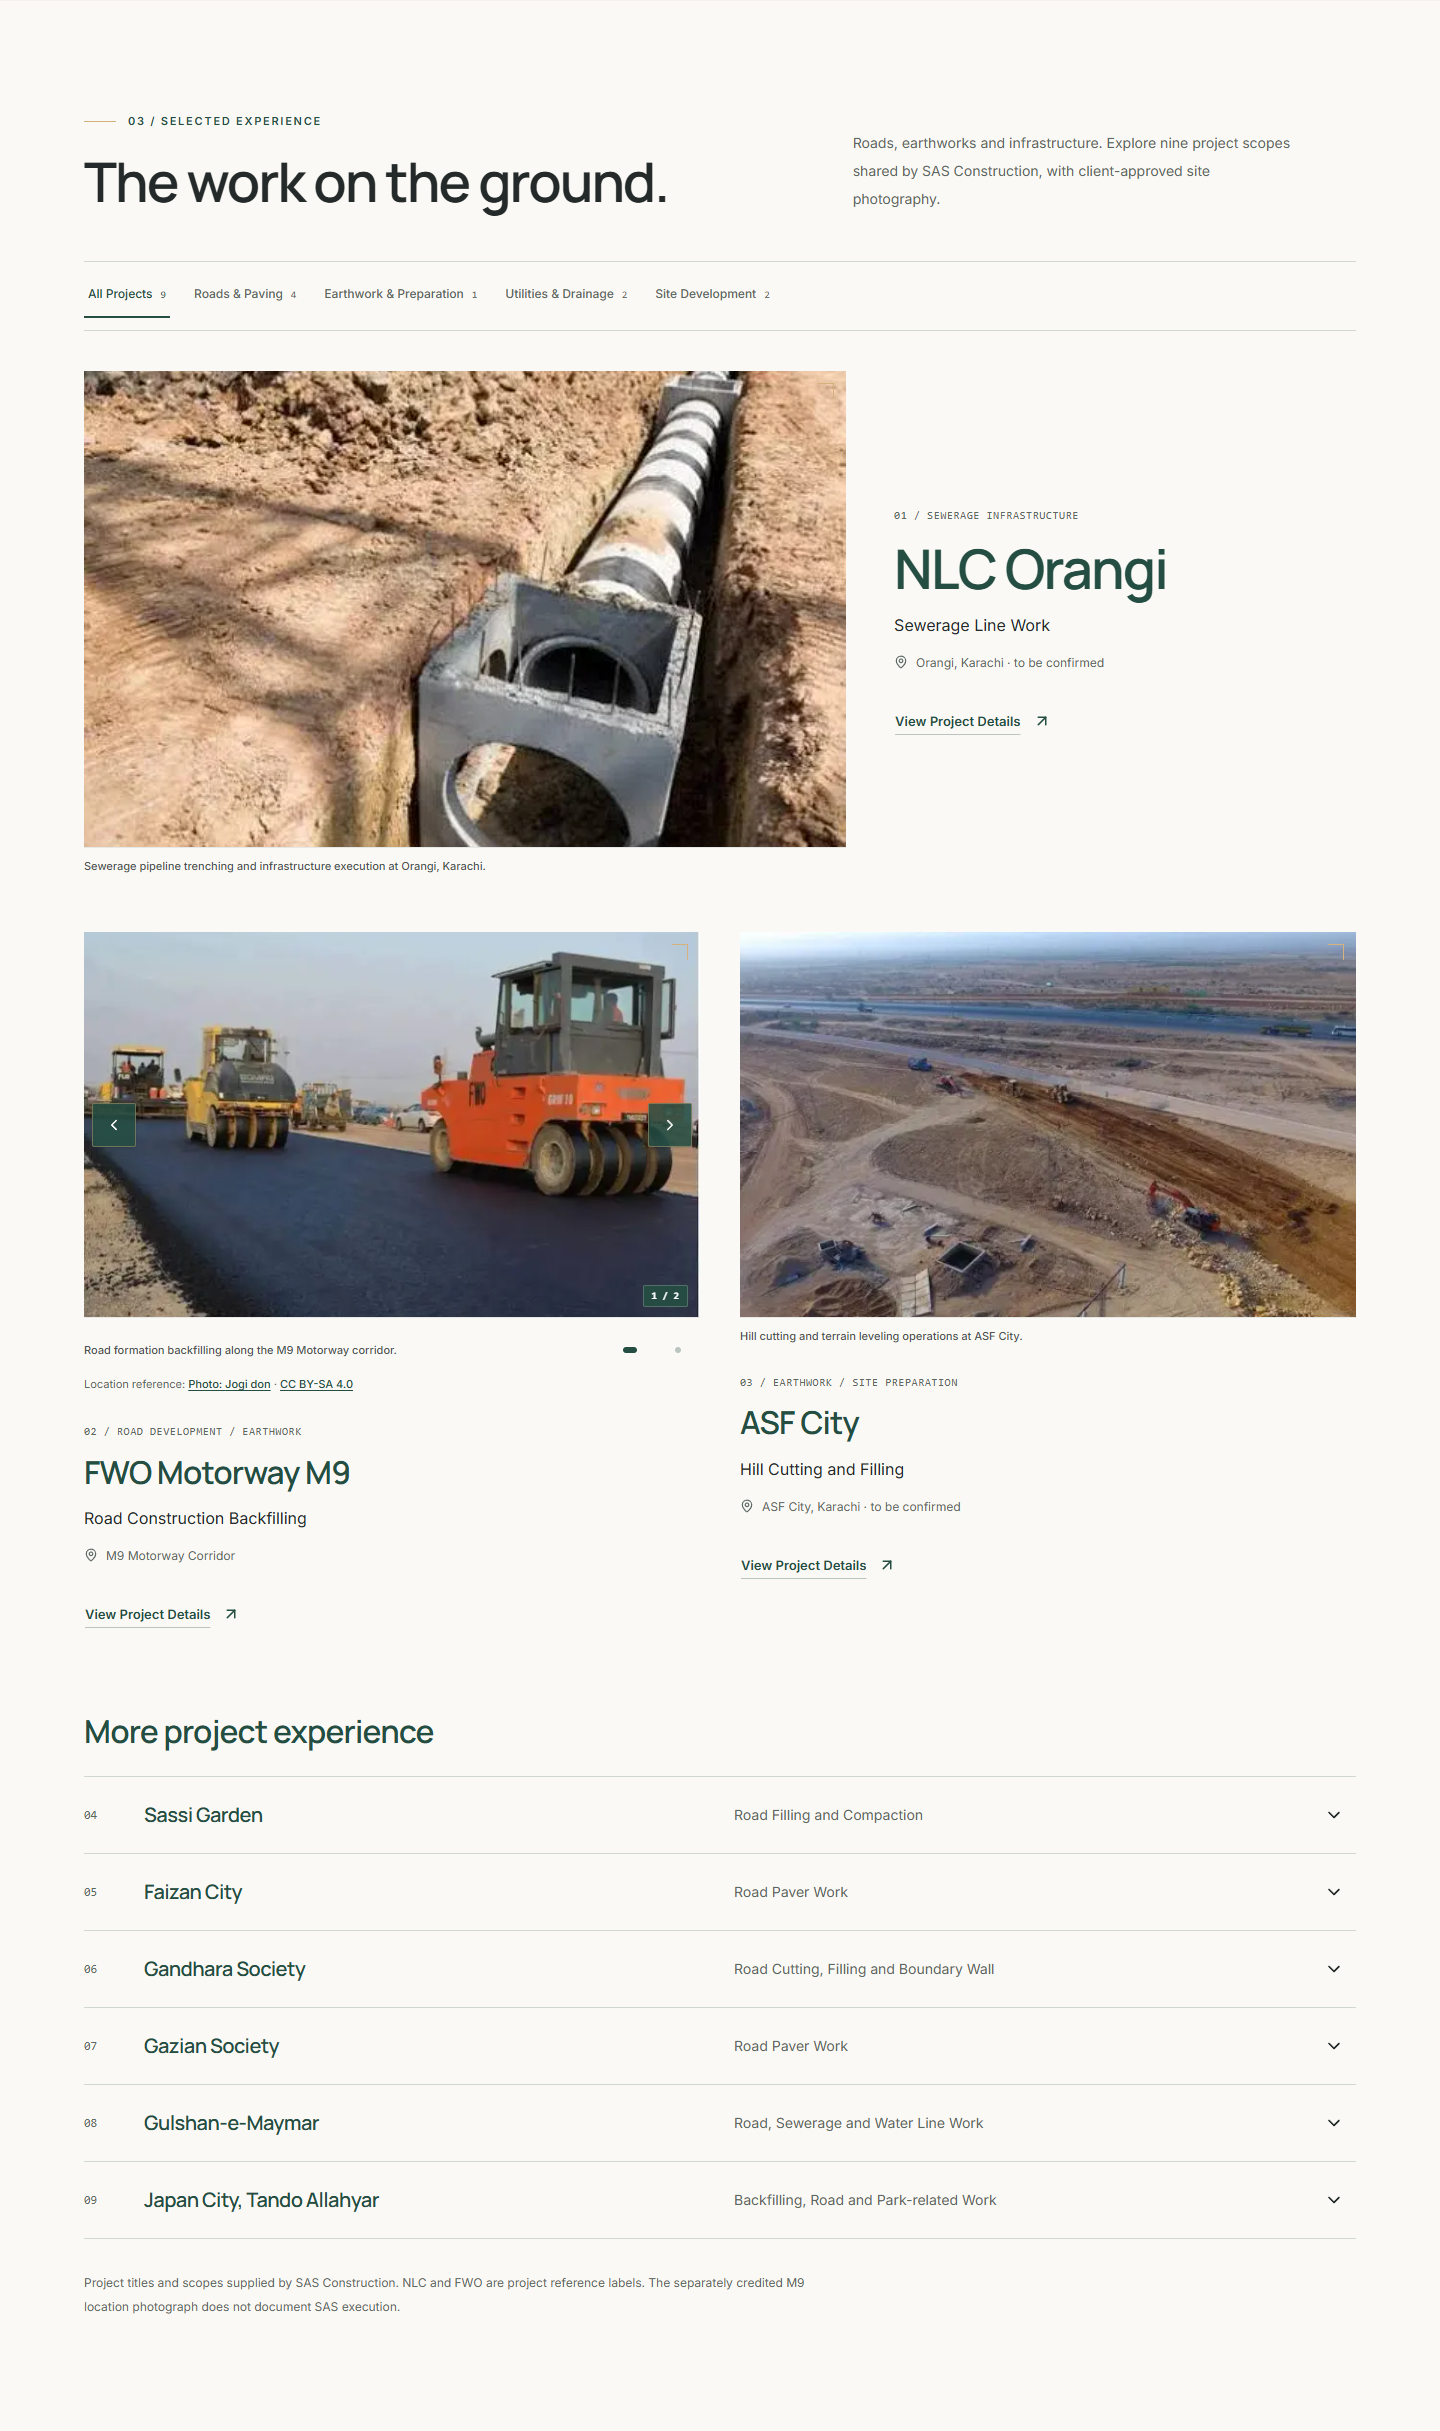 03 / SELECTED EXPERIENCE
The work on the ground.
Roads, earthworks and infrastructure. Explore nine project scopes
shared by SAS Construction, with client-approved site
photography.
All Projects 9 Roads & Paving 4 Earthwork & Preparation 1 Utilities & Drainage 2 Site Development 2
01 / SEWERAGE INFRASTRUCTURE
NLC Orangi
Sewerage Line Work
Orangi, Karachi · to be confirmed
View Project Details
Sewerage pipeline trenching and infrastructure execution at Orangi, Karachi.
FWO
1 / 2
Road formation backfilling along the M9 Motorway corridor.
Location reference: Photo: Jogi don · CC BY-SA 4.0
02 / ROAD DEVELOPMENT / EARTHWORK
FWO Motorway M9
Road Construction Backfilling
M9 Motorway Corridor
View Project Details
Hill cutting and terrain leveling operations at ASF City.
03 / EARTHWORK / SITE PREPARATION
ASF City
Hill Cutting and Filling
ASF City, Karachi · to be confirmed
View Project Details
More project experience
04 Sassi Garden Road Filling and Compaction
05 Faizan City Road Paver Work
06 Gandhara Society Road Cutting, Filling and Boundary Wall
07 Gazian Society Road Paver Work
08 Gulshan-e-Maymar Road, Sewerage and Water Line Work
09 Japan City, Tando Allahyar Backfilling, Road and Park-related Work
Project titles and scopes supplied by SAS Construction. NLC and FWO are project reference labels. The separately credited M9
location photograph does not document SAS execution.